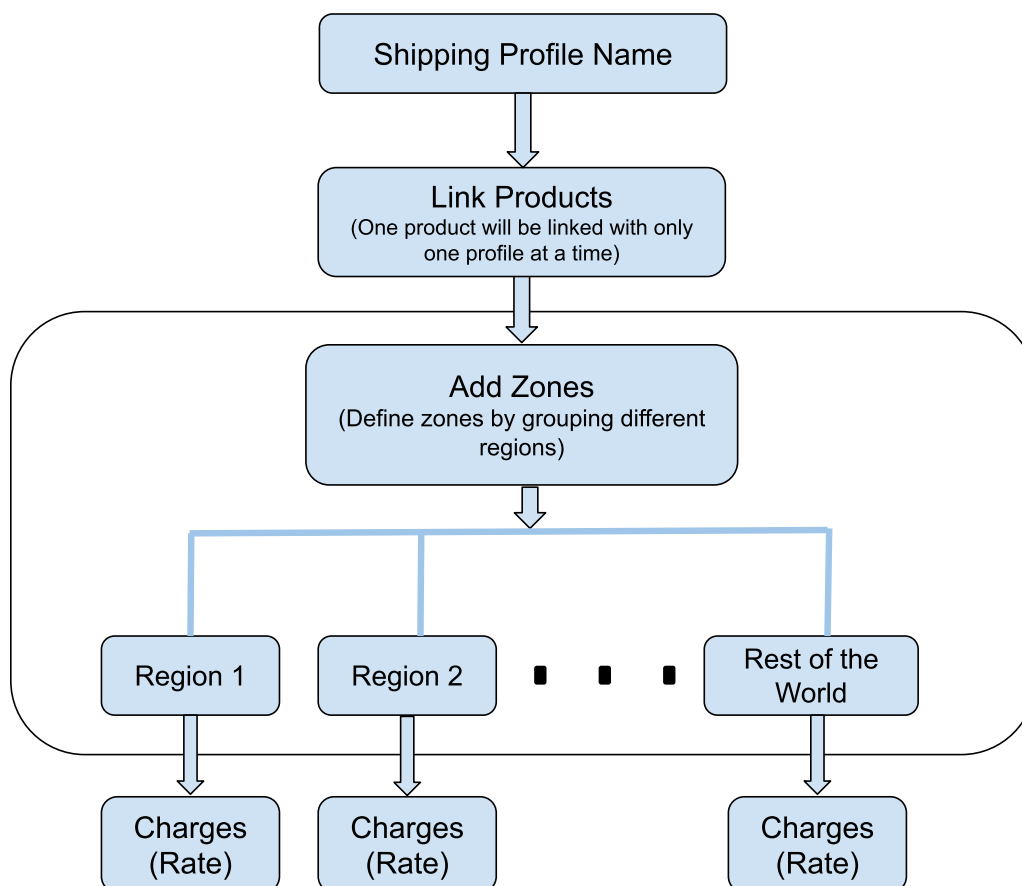 Shipping Profile Name
Link Products
(One product will be linked with only
one profile at a time)
Add Zones
(Define zones by grouping different
regions)
Region 1
Region 2
Rest of the
World
Charges
(Rate)
Charges
(Rate)
Charges
(Rate)